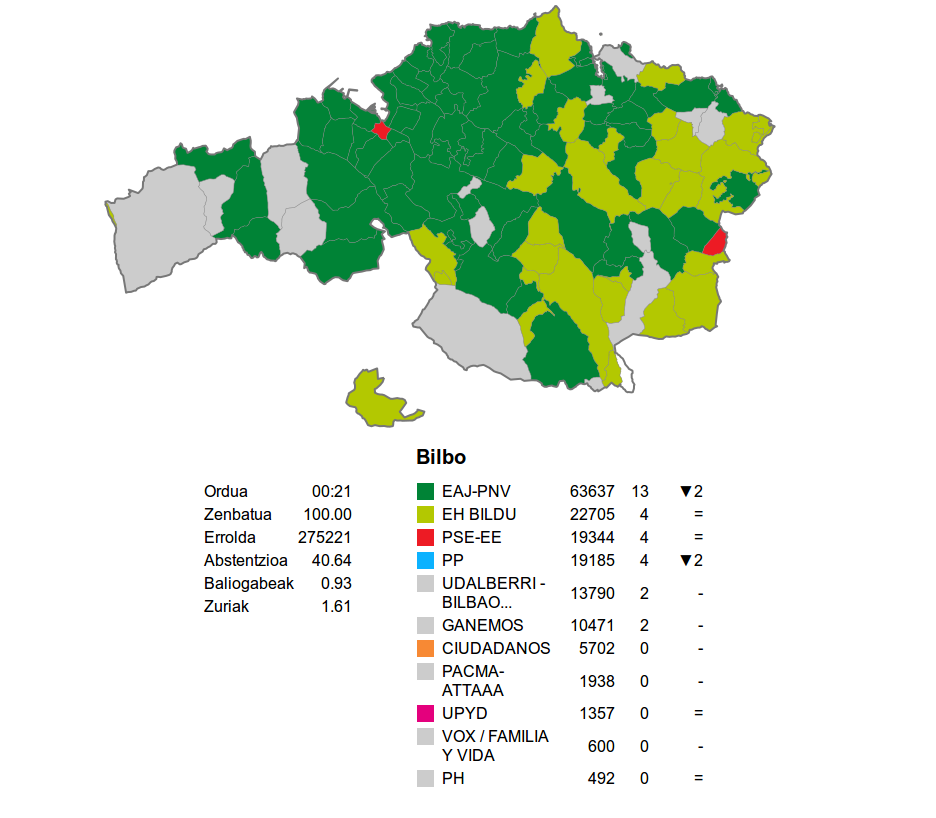 Bilbo
Ordua 00:21
Zenbatua 100.00
Errolda 275221
Abstentzioa 40.64
Baliogabeak 0.93
Zuriak 1.61
EAJ-PNV 63637 13 ▼2
EH BILDU 22705 4 =
PSE-EE 19344 4 =
PP 19185 4 ▼2
UDALBERRI -
BILBAO... 13790 2 -
GANEMOS 10471 2 -
CIUDADANOS 5702 0 -
PACMA-
ATTAAA 1938 0 -
UPYD 1357 0 =
VOX / FAMILIA
Y VIDA 600 0 -
PH 492 0 =